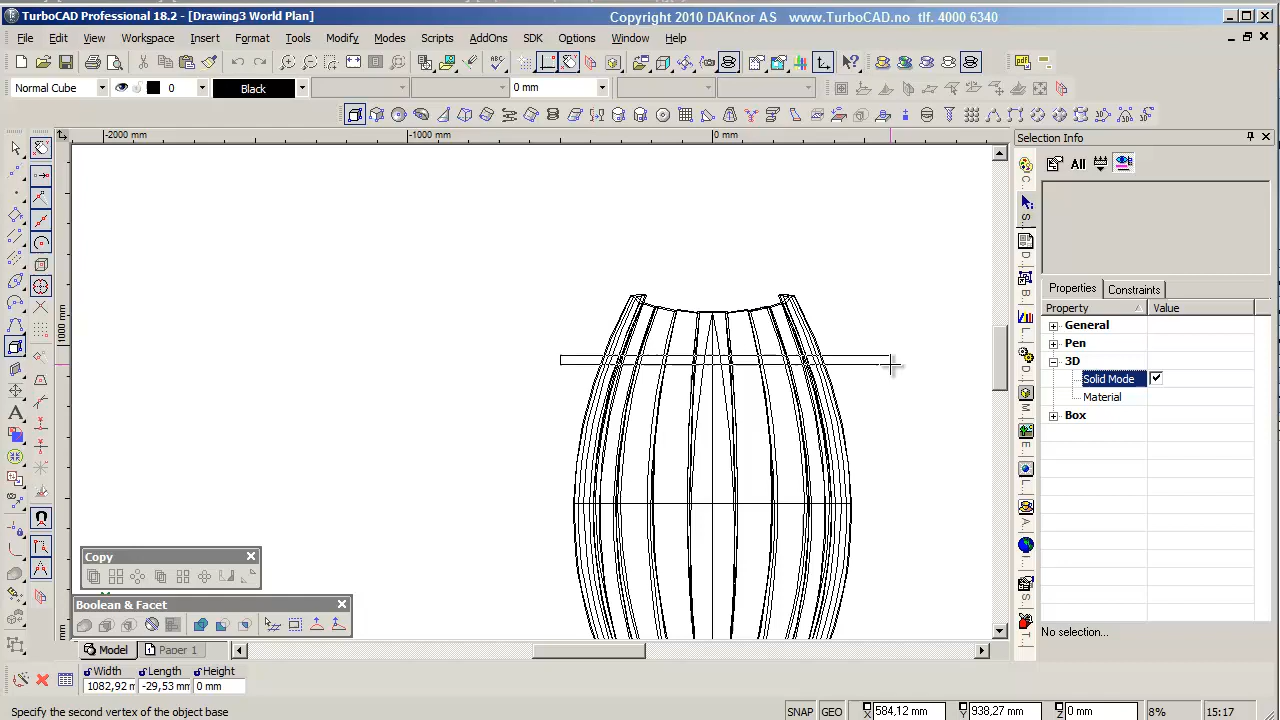 TurboCAD Professional 18.2 - [Drawing3 World Plan]
Copyright 2010 DAKnor AS www.TurboCAD.no tlf. 4000 6340
File Edit View Workspace Insert Format Tools Modify Modes Scripts AddOns SDK Options Window Help
Normal Cube 0 Black 0 mm
-2000 mm -1000 mm 0 mm
Selection Info
All
Properties Constraints
Property Value
General
Pen
3D
Solid Mode
Material
Box
1000 mm
Copy
Boolean & Facet
No selection...
Model Paper 1
Width Length Height
1082,92 m -29,53 mm 0 mm
Specify the second vertex of the object base SNAP GEO X 584,12 mm Y 938,27 mm Z 0 mm 8% 15:17